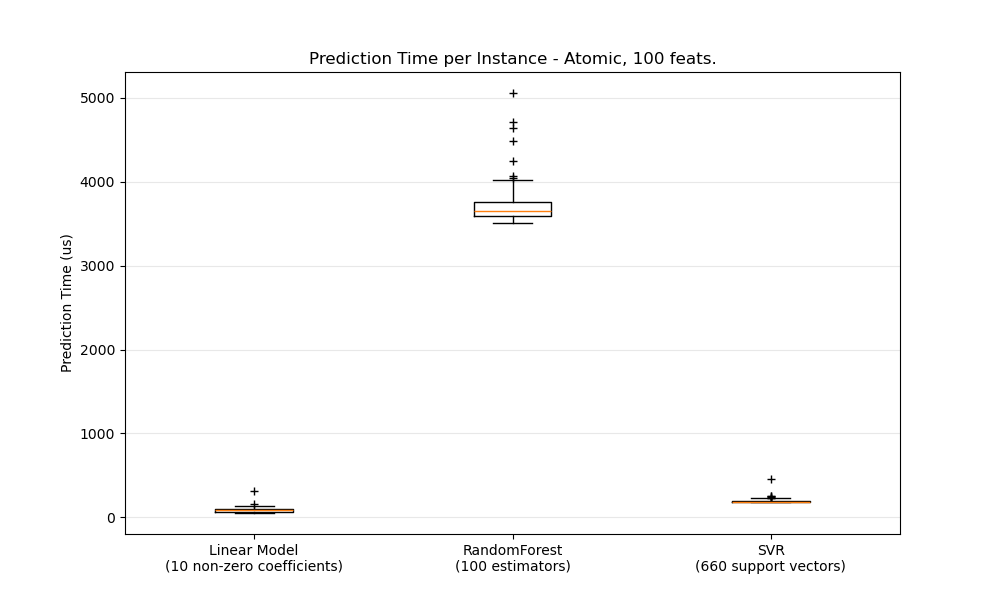 Prediction Time per Instance - Atomic, 100 feats.
Prediction Time (us)
5000
4000
3000
2000
1000
0
Linear Model
(10 non-zero coefficients)
RandomForest
(100 estimators)
SVR
(660 support vectors)